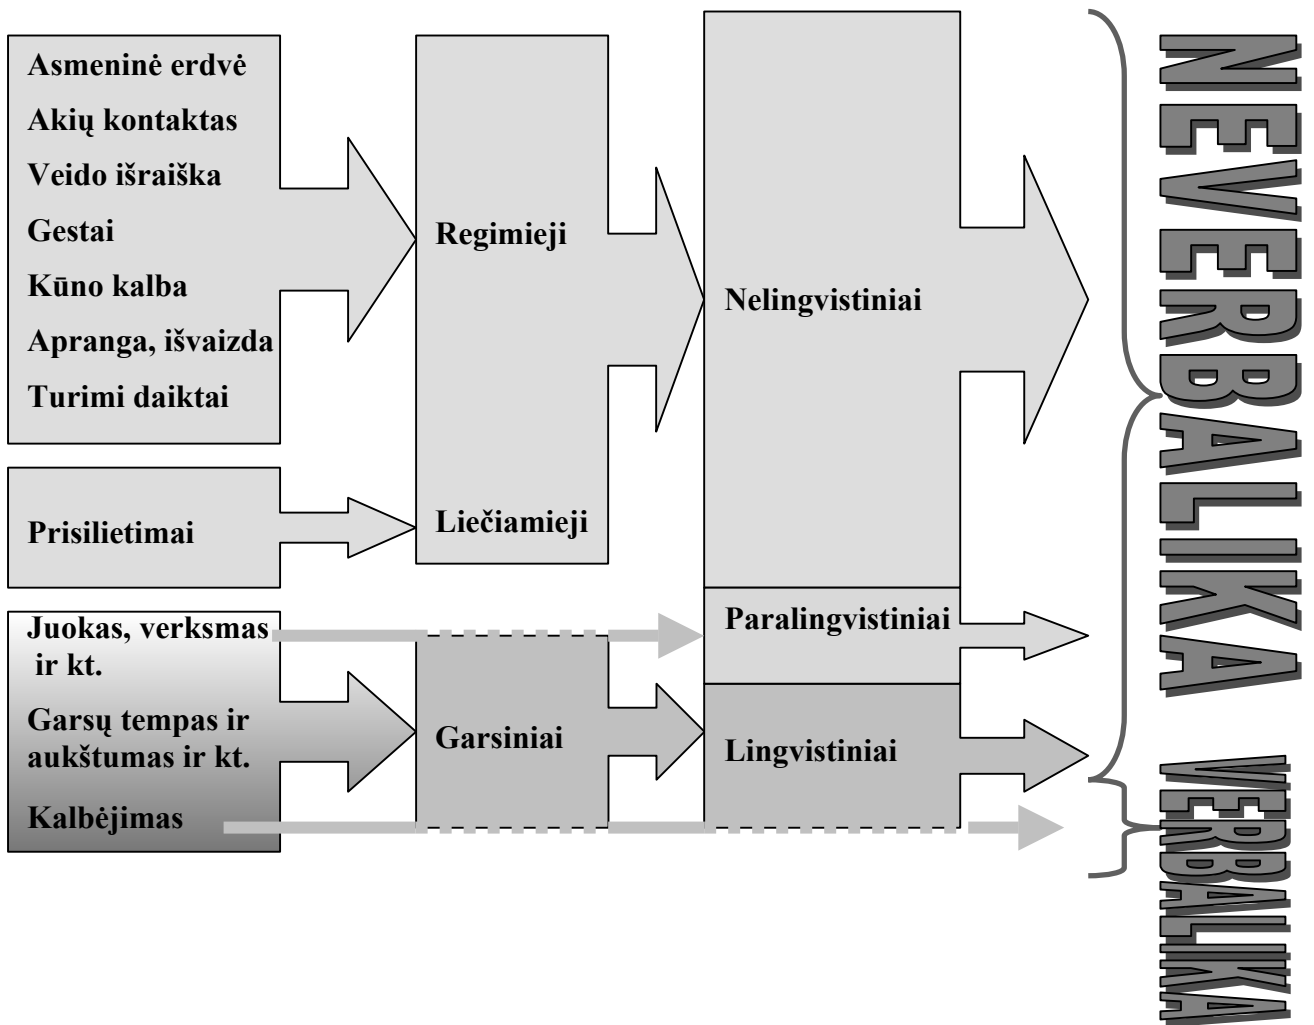 Asmeninė erdvė
Akių kontaktas
Veido išraiška
Gestai
Kūno kalba
Apranga, išvaizda
Turimi daiktai
Prisilietimai
Juokas, verksmas
ir kt.
Garsų tempas ir
aukštumas ir kt.
Kalbėjimas
Regimieji
Liečiamieji
Garsiniai
Nelingvistiniai
Paralingvistiniai
Lingvistiniai
NEVERBALIKA
VERBALIKA